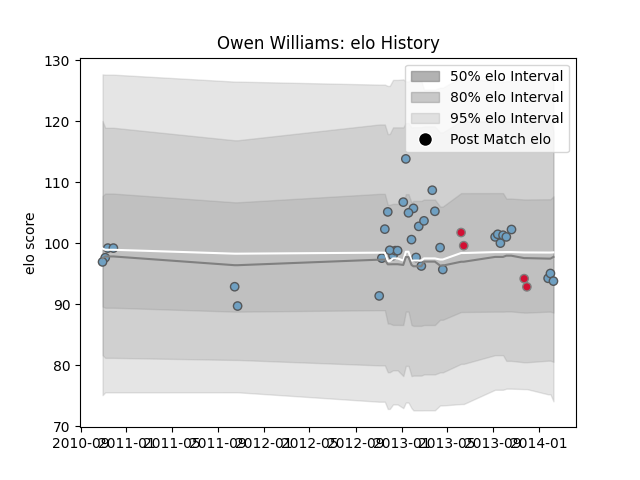 Owen Williams: elo History
50% elo Interval
80% elo Interval
95% elo Interval
Post Match elo
elo score
130
120
110
100
90
80
70
2010-09 2011-01 2011-05 2011-09 2012-01 2012-05 2012-09 2013-01 2013-05 2013-09 2014-01